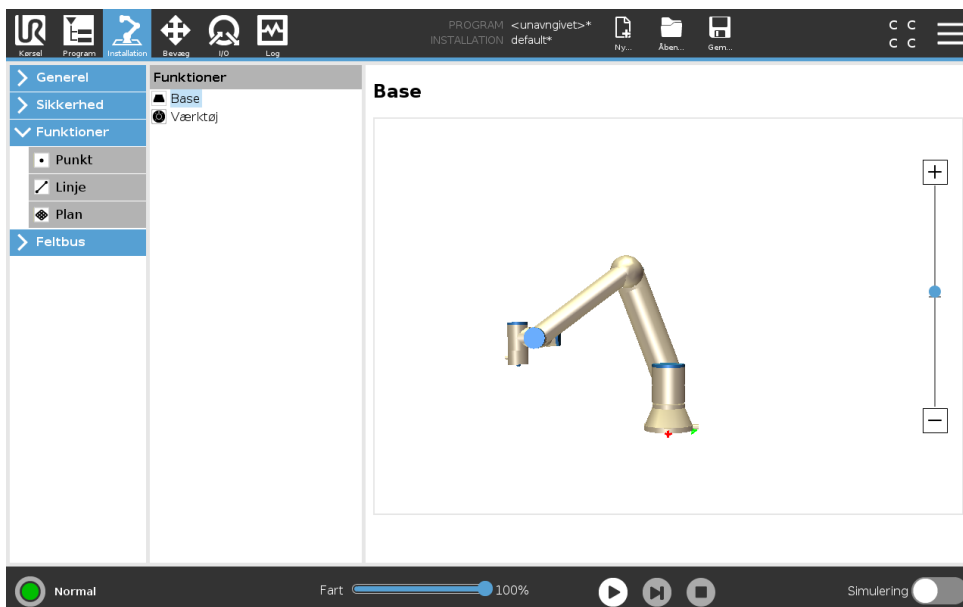 UR
PROGRAM <unavngivet>*
INSTALLATION default*
Kørsel Program Installation Bevæg I/O Log Ny... Åben... Gem...
C C
C C
Generel
Sikkerhed
Funktioner
Punkt
Linje
Plan
Feltbus
Funktioner
Base
Værktøj
Base
+
−
Normal Fart 100% Simulering